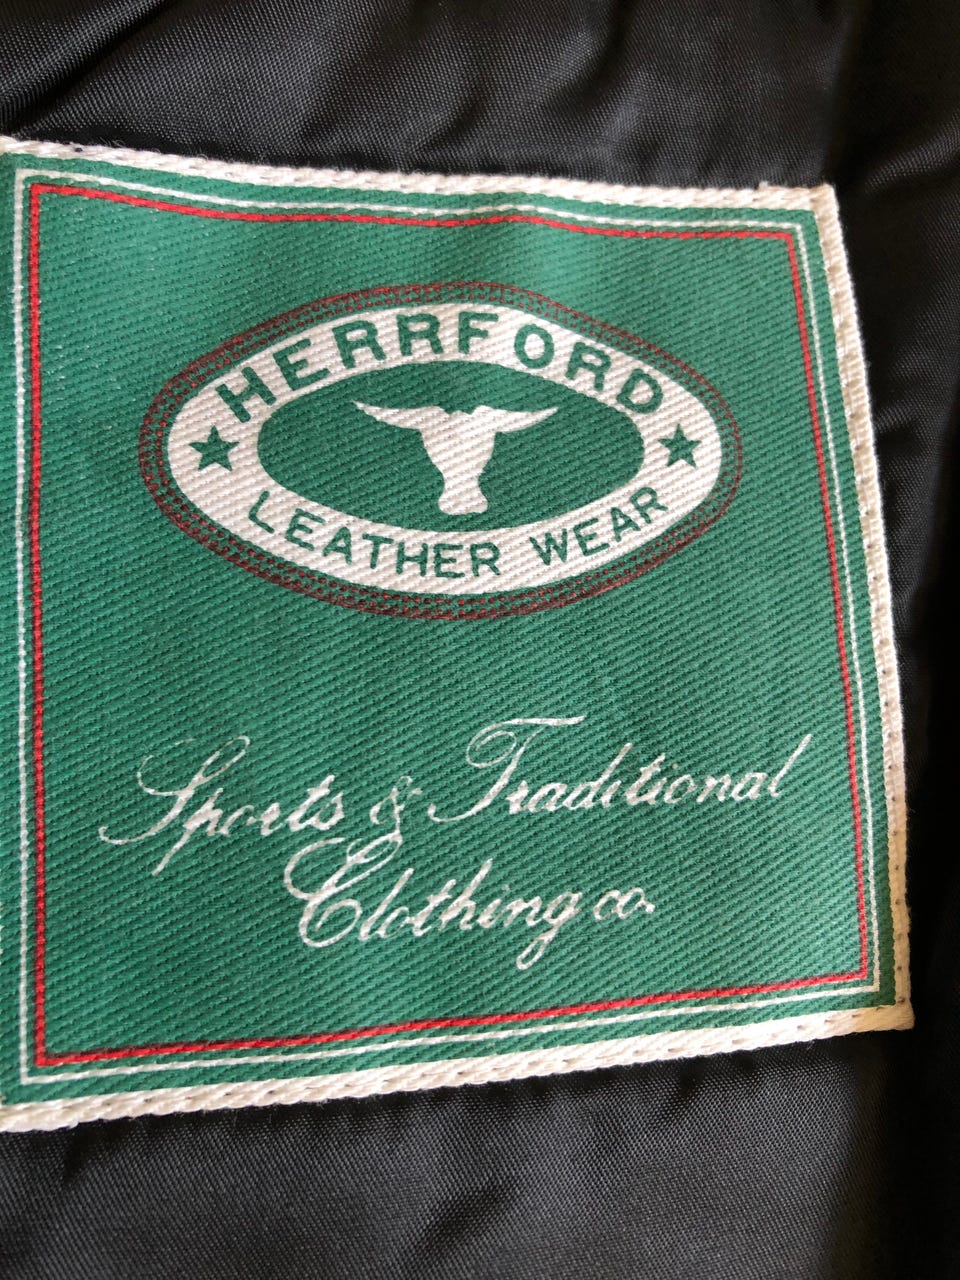 HERRFORD
LEATHER WEAR
Sports & Traditional
Clothing co.